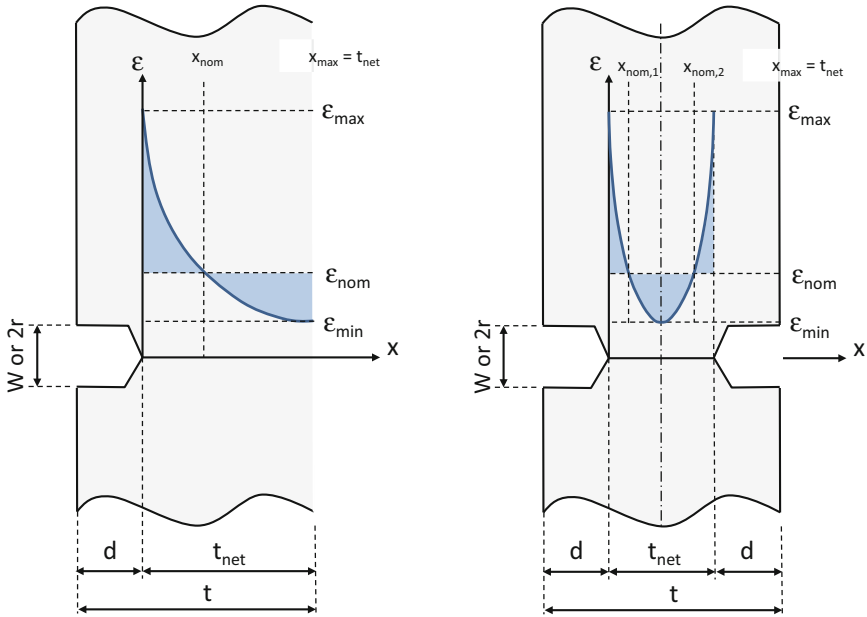 ε
x_nom
x_max = t_net
ε_max
ε_nom
ε_min
x
W or 2r
d
t_net
t
ε
x_nom,1
x_nom,2
x_max = t_net
ε_max
ε_nom
ε_min
x
W or 2r
d
t_net
d
t